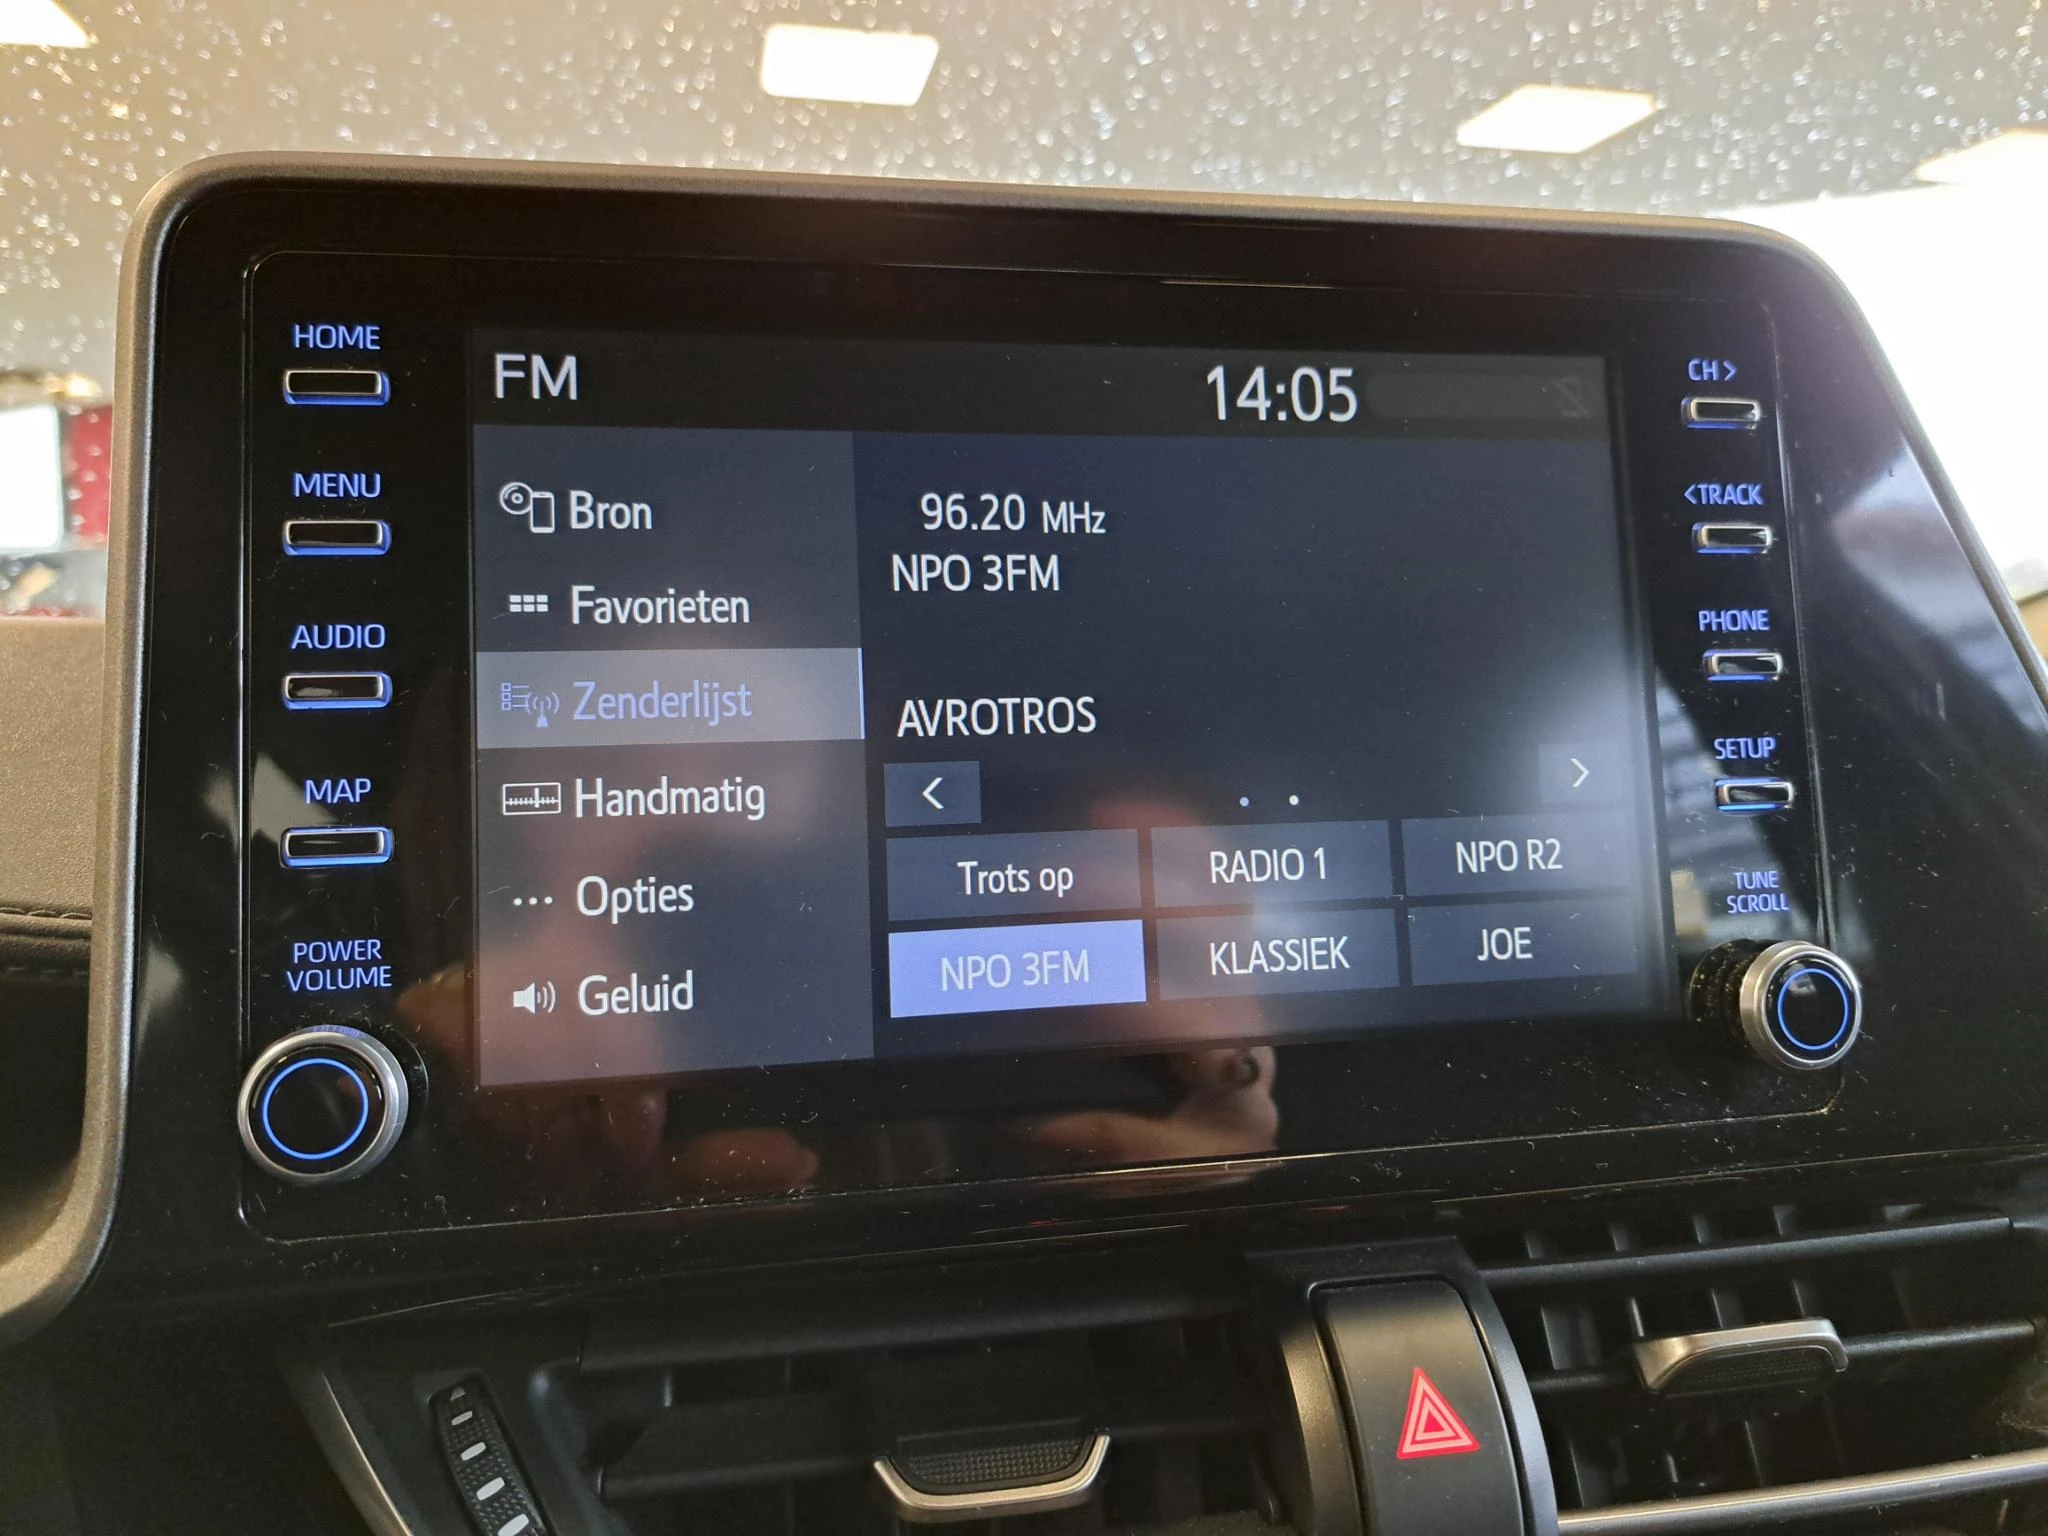 HOME
MENU
AUDIO
MAP
POWER
VOLUME
FM
14:05
Bron
Favorieten
Zenderlijst
Handmatig
Opties
Geluid
96.20 MHz
NPO 3FM
AVROTROS
<
>
Trots op
RADIO 1
NPO R2
NPO 3FM
KLASSIEK
JOE
CH>
<TRACK
PHONE
SETUP
TUNE
SCROLL